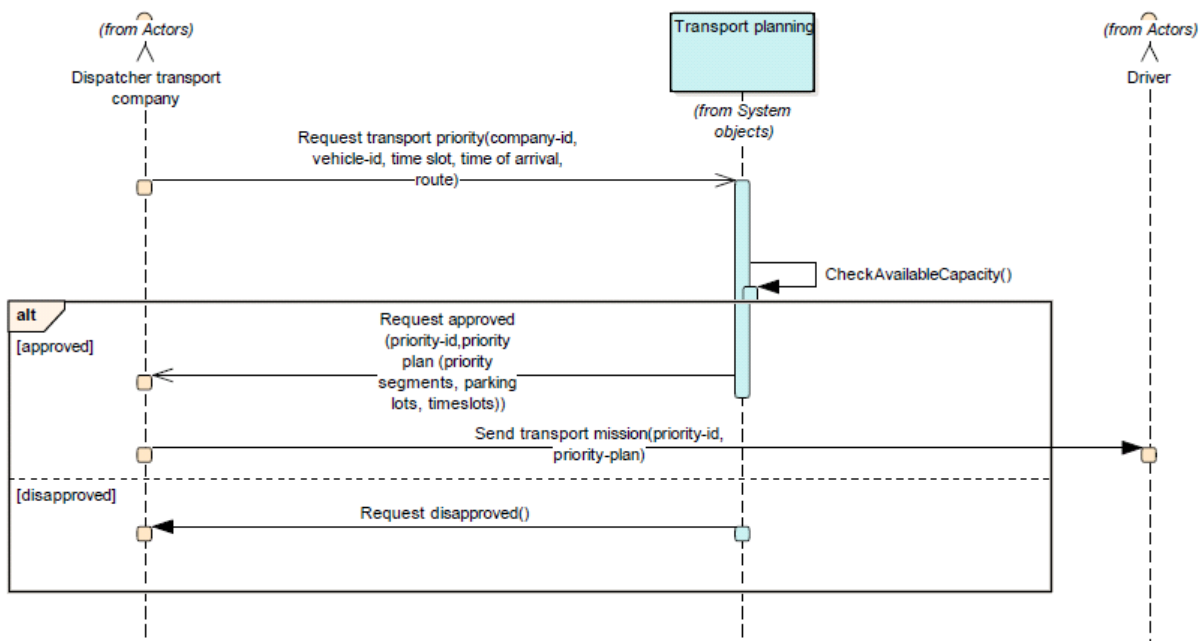 (from Actors)
Dispatcher transport
company
Transport planning
(from System
objects)
(from Actors)
Driver
Request transport priority(company-id,
vehicle-id, time slot, time of arrival,
route)
CheckAvailableCapacity()
alt
[approved]
Request approved
(priority-id,priority
plan (priority
segments, parking
lots, timeslots))
Send transport mission(priority-id,
priority-plan)
[disapproved]
Request disapproved()